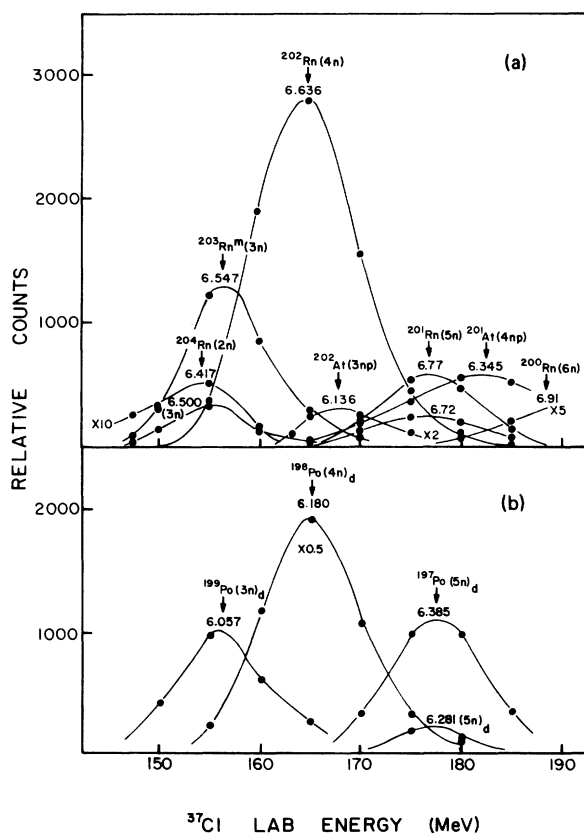 (a)
²⁰²Rn(4n)
3000
6.636
2000
²⁰³Rnᵐ(3n)
6.547
²⁰⁴Rn(2n)
6.417
1000
²⁰¹Rn(5n)
²⁰¹At(4np)
²⁰²At(3np)
²⁰⁰Rn(6n)
6.77
6.345
6.91
6.500
(3n)
6.136
6.72
X5
X10
X2
RELATIVE COUNTS
(b)
¹⁹⁸Po(4n)d
6.180
2000
X0.5
¹⁹⁹Po(3n)d
6.057
¹⁹⁷Po(5n)d
6.385
1000
6.281(5n)d
150 160 170 180 190
³⁷Cl LAB ENERGY (MeV)